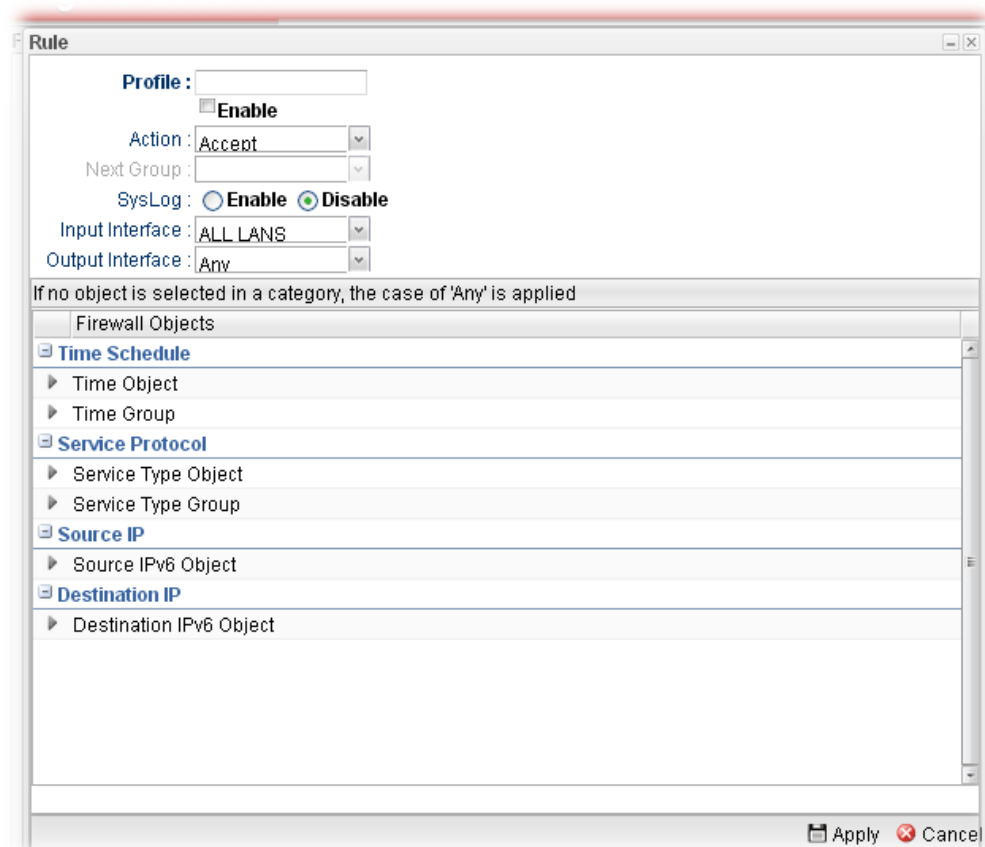 Rule
Profile :
Enable
Action : Accept
Next Group :
SysLog : Enable Disable
Input Interface : ALL LANS
Output Interface : Any
If no object is selected in a category, the case of 'Any' is applied
Firewall Objects
Time Schedule
Time Object
Time Group
Service Protocol
Service Type Object
Service Type Group
Source IP
Source IPv6 Object
Destination IP
Destination IPv6 Object
Apply Cancel